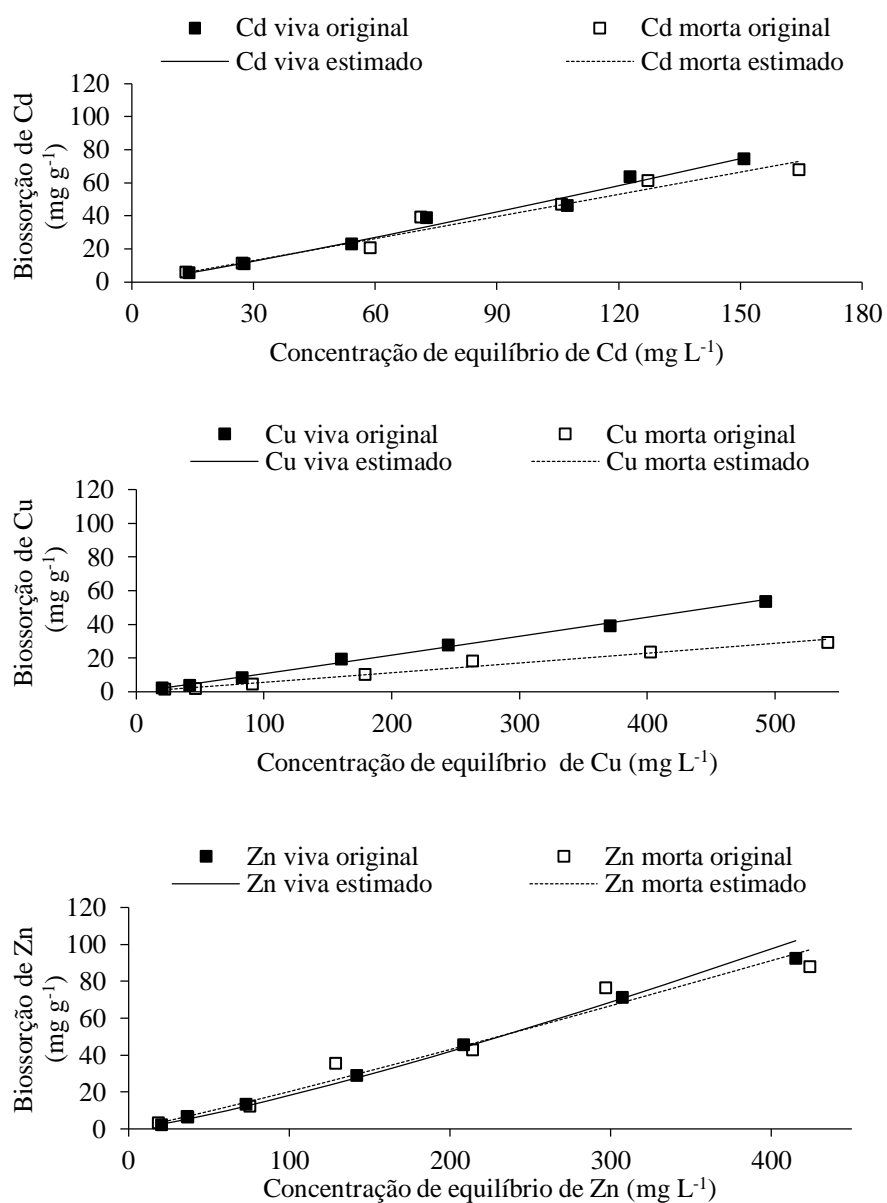 Cd viva original Cd morta original
Cd viva estimado Cd morta estimado
120
100
80
60
40
20
0
Biossorção de Cd
(mg g⁻¹)
0 30 60 90 120 150 180
Concentração de equilíbrio de Cd (mg L⁻¹)
Cu viva original Cu morta original
Cu viva estimado Cu morta estimado
120
100
80
60
40
20
0
Biossorção de Cu
(mg g⁻¹)
0 100 200 300 400 500
Concentração de equilíbrio de Cu (mg L⁻¹)
Zn viva original Zn morta original
Zn viva estimado Zn morta estimado
120
100
80
60
40
20
0
Biossorção de Zn
(mg g⁻¹)
0 100 200 300 400
Concentração de equilíbrio de Zn (mg L⁻¹)